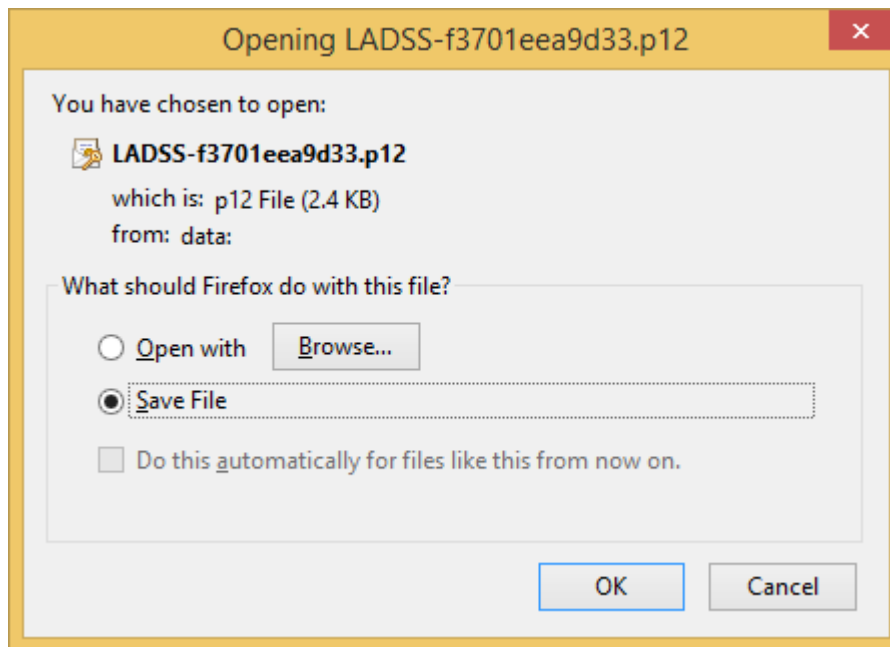 Opening LADSS-f3701eea9d33.p12
You have chosen to open:
LADSS-f3701eea9d33.p12
which is: p12 File (2.4 KB)
from: data:
What should Firefox do with this file?
Open with Browse...
Save File
Do this automatically for files like this from now on.
OK Cancel